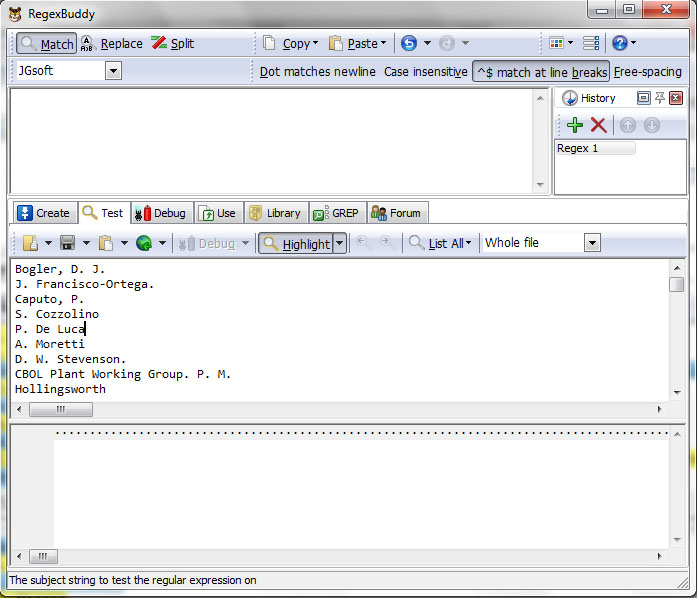 RegexBuddy
Match Replace Split Copy Paste
JGsoft Dot matches newline Case insensitive ^$ match at line breaks Free-spacing
History
Regex 1
Create Test Debug Use Library GREP Forum
Debug Highlight List All Whole file
Bogler, D. J.
J. Francisco-Ortega.
Caputo, P.
S. Cozzolino
P. De Luca
A. Moretti
D. W. Stevenson.
CBOL Plant Working Group. P. M.
Hollingsworth
The subject string to test the regular expression on